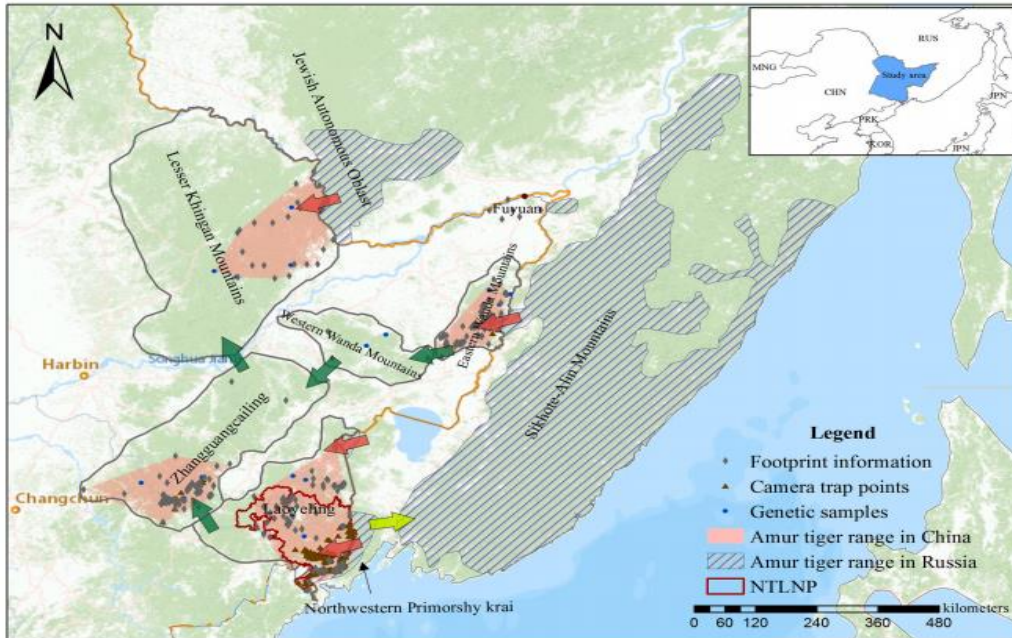 N
Jewish Autonomous Oblast
Lesser Khingan Mountains
RUS
MNG
Study area
CHN
JPN
PRK
KOR
JPN
Fuyuan
Eastern Wanda Mountains
Western Wanda Mountains
Harbin
Songhua Jiang
Sikhote-Alin Mountains
Zhangguangcailing
Changchun
Laoyeling
Northwestern Primorshy krai
Legend
Footprint information
Camera trap points
Genetic samples
Amur tiger range in China
Amur tiger range in Russia
NTLNP
kilometers
0 60 120 240 360 480